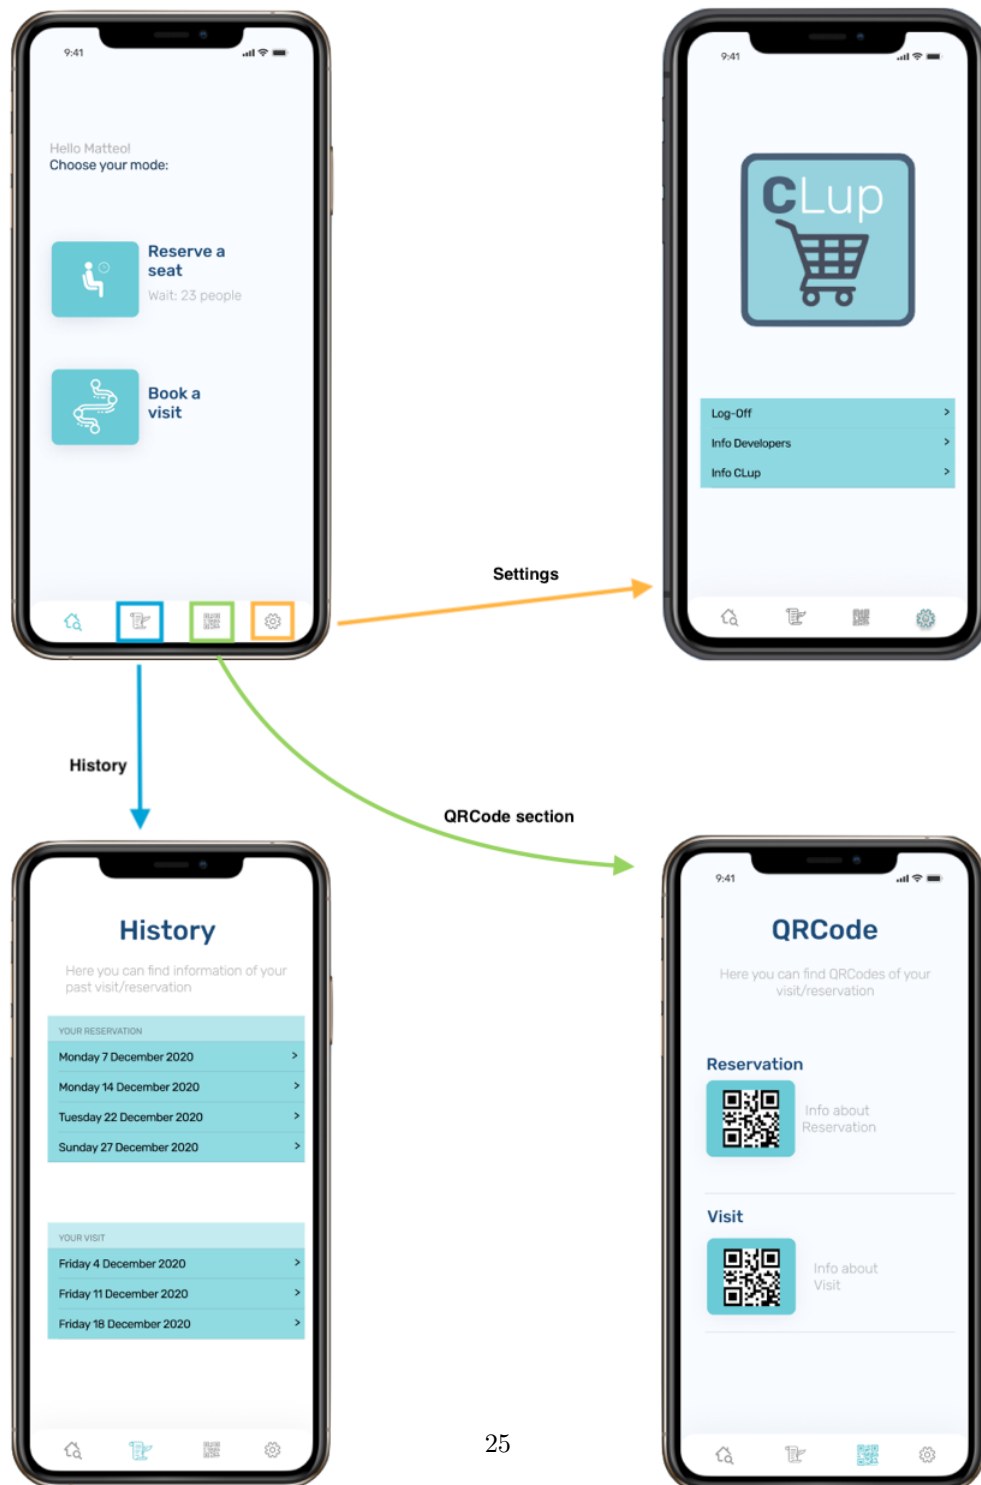 9:41
Hello Matteo!
Choose your mode:
Reserve a
seat
Wait: 23 people
Book a
visit
9:41
CLup
Log-Off
Info Developers
Info CLup
Settings
History
QRCode section
History
Here you can find information of your
past visit/reservation
YOUR RESERVATION
Monday 7 December 2020
Monday 14 December 2020
Tuesday 22 December 2020
Sunday 27 December 2020
YOUR VISIT
Friday 4 December 2020
Friday 11 December 2020
Friday 18 December 2020
9:41
QRCode
Here you can find QRCodes of your
visit/reservation
Reservation
Info about
Reservation
Visit
Info about
Visit
25